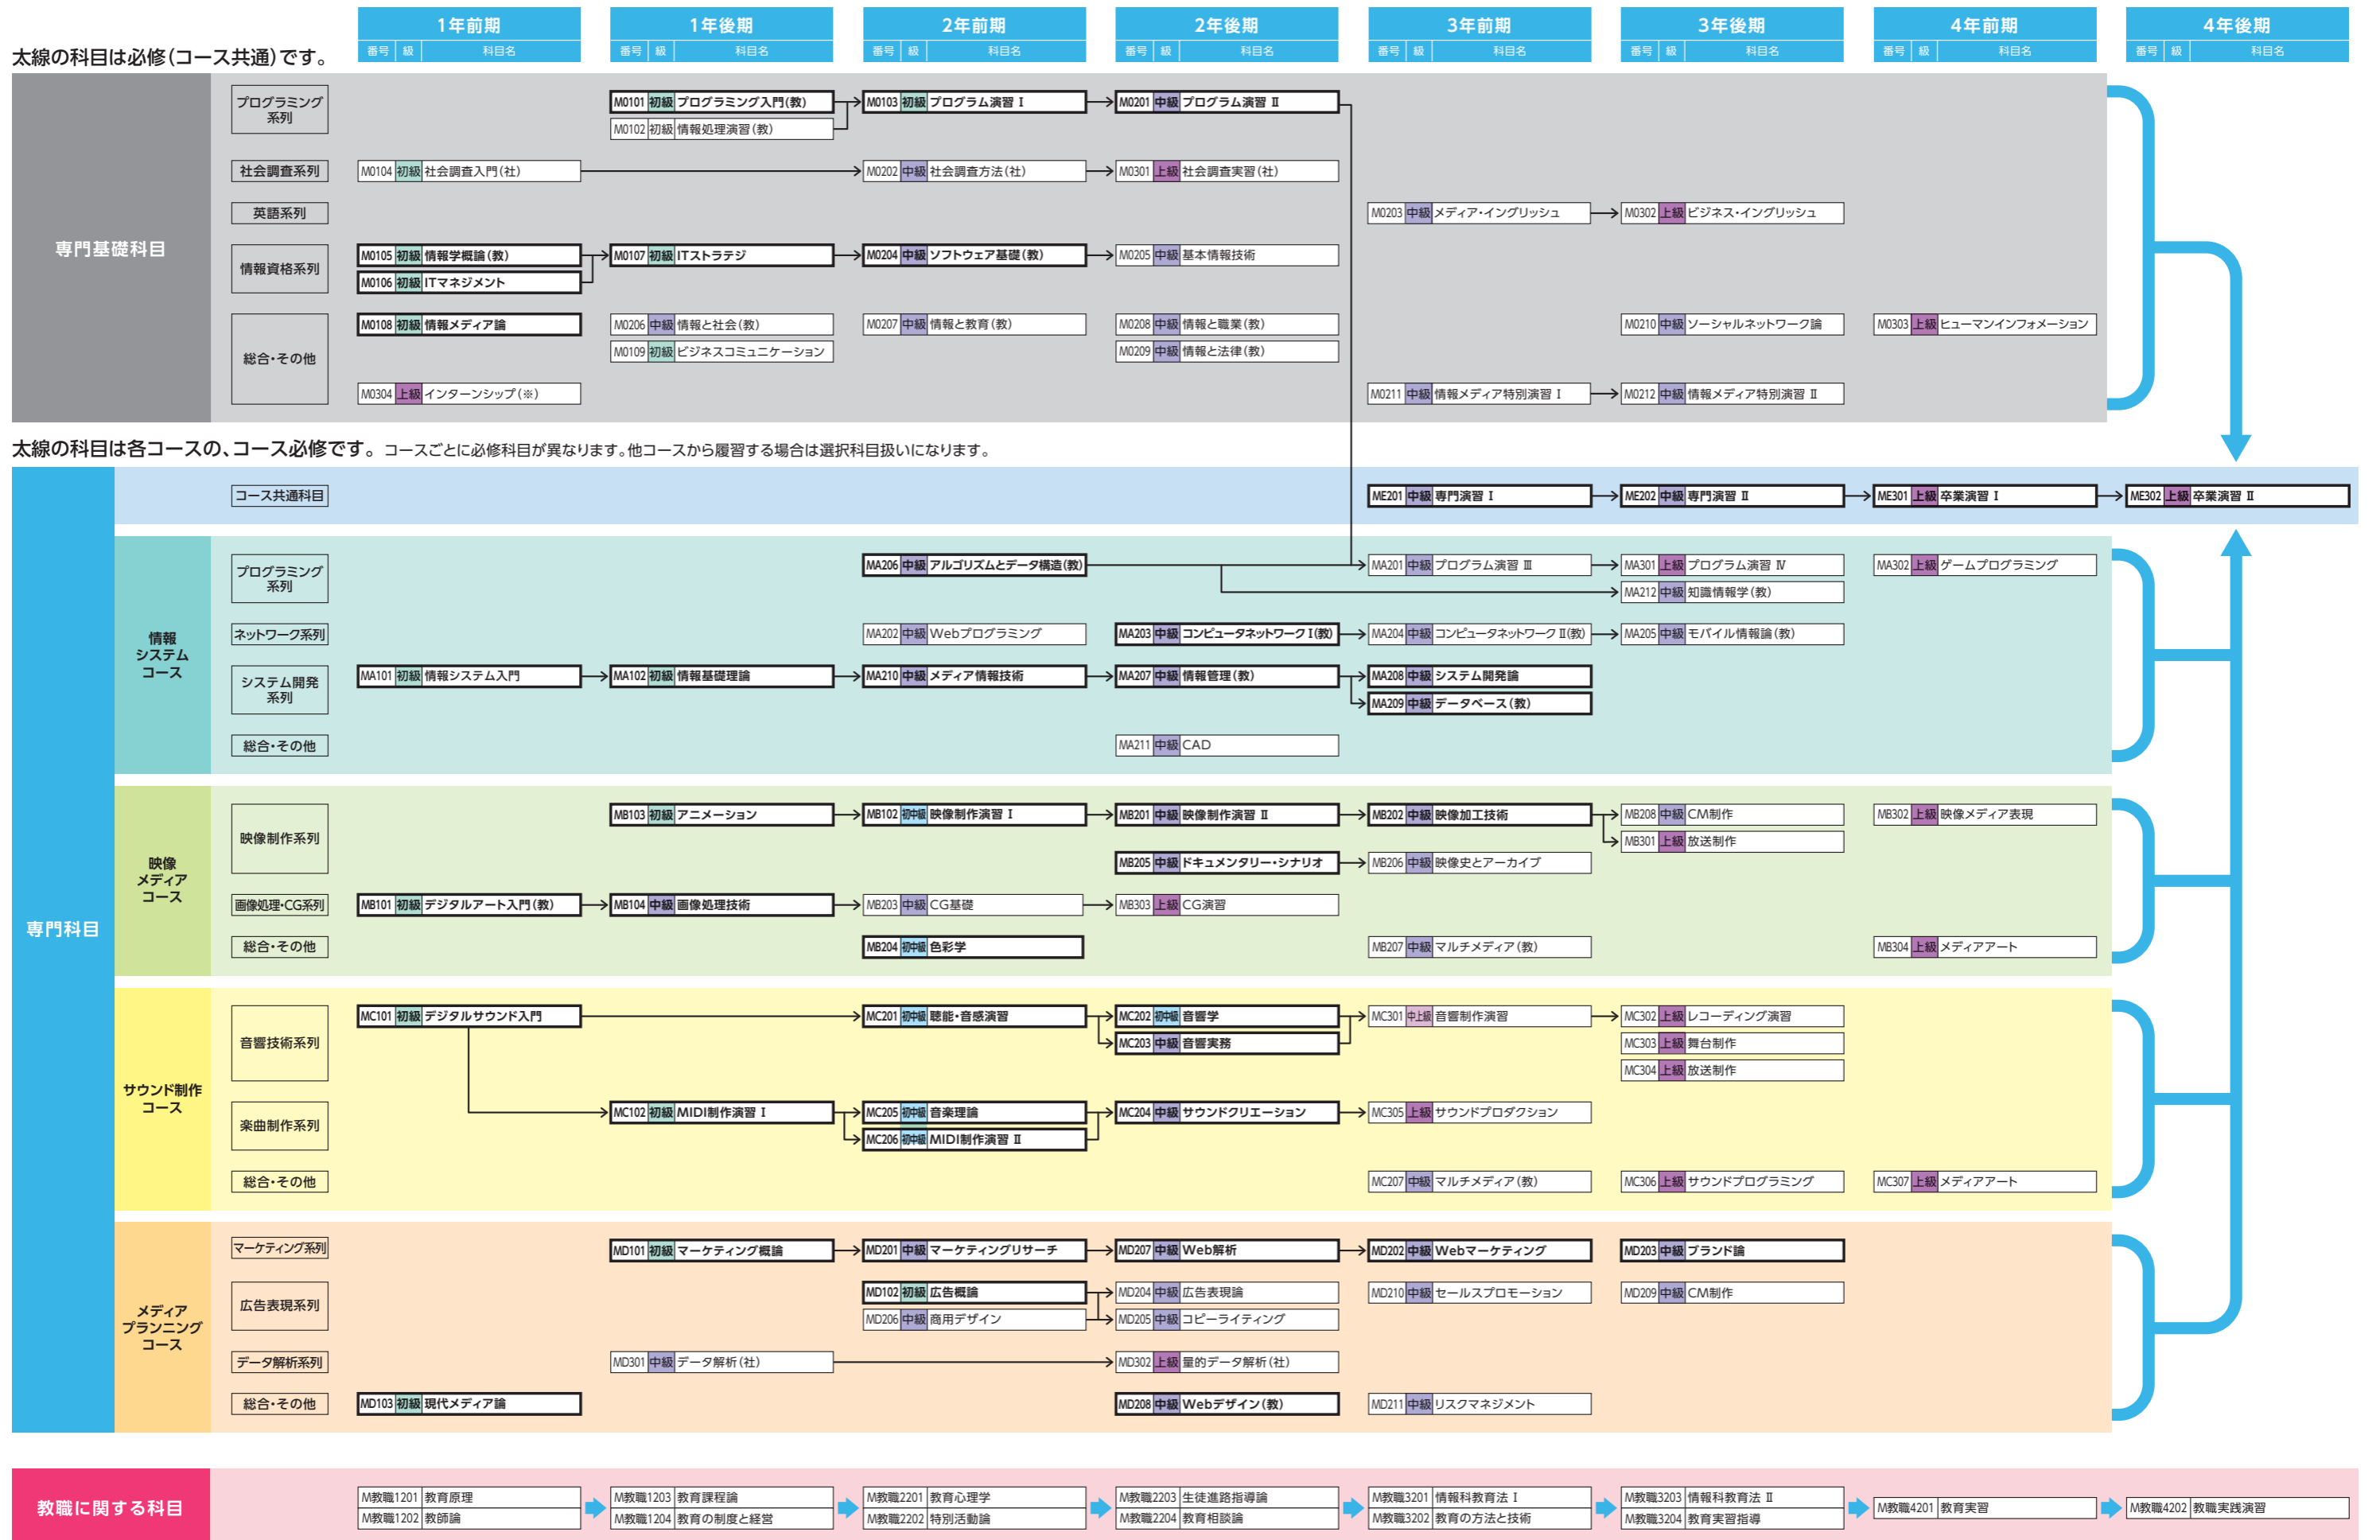 1年前期 1年後期 2年前期 2年後期 3年前期 3年後期 4年前期 4年後期
番号 級 科目名 番号 級 科目名 番号 級 科目名 番号 級 科目名 番号 級 科目名 番号 級 科目名 番号 級 科目名 番号 級 科目名
太線の科目は必修(コース共通)です。
専門基礎科目
プログラミング
系列
M0101 初級 プログラミング入門(教) M0103 初級 プログラム演習 Ⅰ M0201 中級 プログラム演習 Ⅱ
M0102 初級 情報処理演習(教)
社会調査系列 M0104 初級 社会調査入門(社) M0202 中級 社会調査方法(社) M0301 上級 社会調査実習(社)
英語系列 M0203 中級 メディア・イングリッシュ M0302 上級 ビジネス・イングリッシュ
情報資格系列
M0105 初級 情報学概論(教) M0107 初級 ITストラテジ M0204 中級 ソフトウェア基礎(教) M0205 中級 基本情報技術
M0106 初級 ITマネジメント
総合・その他
M0108 初級 情報メディア論 M0206 中級 情報と社会(教) M0207 中級 情報と教育(教) M0208 中級 情報と職業(教) M0210 中級 ソーシャルネットワーク論 M0303 上級 ヒューマンインフォメーション
M0109 初級 ビジネスコミュニケーション M0209 中級 情報と法律(教)
M0304 上級 インターンシップ(※) M0211 中級 情報メディア特別演習 Ⅰ M0212 中級 情報メディア特別演習 Ⅱ
太線の科目は各コースの、コース必修です。コースごとに必修科目が異なります。他コースから履習する場合は選択科目扱いになります。
専門科目
コース共通科目 ME201 中級 専門演習 Ⅰ ME202 中級 専門演習 Ⅱ ME301 上級 卒業演習 Ⅰ ME302 上級 卒業演習 Ⅱ
情報
システム
コース
プログラミング
系列
MA206 中級 アルゴリズムとデータ構造(教) MA201 中級 プログラム演習 Ⅲ MA301 上級 プログラム演習 Ⅳ MA302 上級 ゲームプログラミング
MA212 中級 知識情報学(教)
ネットワーク系列 MA202 中級 Webプログラミング MA203 中級 コンピュータネットワークⅠ(教) MA204 中級 コンピュータネットワークⅡ(教) MA205 中級 モバイル情報論(教)
システム開発
系列
MA101 初級 情報システム入門 MA102 初級 情報基礎理論 MA210 中級 メディア情報技術 MA207 中級 情報管理(教) MA208 中級 システム開発論
MA209 中級 データベース(教)
総合・その他 MA211 中級 CAD
映像
メディア
コース
映像制作系列
MB103 初級 アニメーション MB102 初中級 映像制作演習 Ⅰ MB201 中級 映像制作演習 Ⅱ MB202 中級 映像加工技術 MB208 中級 CM制作 MB302 上級 映像メディア表現
MB301 上級 放送制作
MB205 中級 ドキュメンタリー・シナリオ MB206 中級 映像史とアーカイブ
画像処理・CG系列 MB101 初級 デジタルアート入門(教) MB104 中級 画像処理技術 MB203 中級 CG基礎 MB303 上級 CG演習
総合・その他 MB204 初中級 色彩学 MB207 中級 マルチメディア(教) MB304 上級 メディアアート
サウンド制作
コース
音響技術系列
MC101 初級 デジタルサウンド入門 MC201 初中級 聴能・音感演習 MC202 初中級 音響学 MC301 中上級 音響制作演習 MC302 上級 レコーディング演習
MC203 中級 音響実務 MC303 上級 舞台制作
MC304 上級 放送制作
楽曲制作系列
MC102 初級 MIDI制作演習 Ⅰ MC205 初中級 音楽理論 MC204 中級 サウンドクリエーション MC305 上級 サウンドプロダクション
MC206 初中級 MIDI制作演習 Ⅱ
総合・その他 MC207 中級 マルチメディア(教) MC306 上級 サウンドプログラミング MC307 上級 メディアアート
メディア
プランニング
コース
マーケティング系列 MD101 初級 マーケティング概論 MD201 中級 マーケティングリサーチ MD207 中級 Web解析 MD202 中級 Webマーケティング MD203 中級 ブランド論
広告表現系列
MD102 初級 広告概論 MD204 中級 広告表現論 MD210 中級 セールスプロモーション MD209 中級 CM制作
MD206 中級 商用デザイン MD205 中級 コピーライティング
データ解析系列 MD301 中級 データ解析(社) MD302 上級 量的データ解析(社)
総合・その他 MD103 初級 現代メディア論 MD208 中級 Webデザイン(教) MD211 中級 リスクマネジメント
教職に関する科目
M教職1201 教育原理 M教職1203 教育課程論 M教職2201 教育心理学 M教職2203 生徒進路指導論 M教職3201 情報科教育法 Ⅰ M教職3203 情報科教育法 Ⅱ M教職4201 教育実習 M教職4202 教職実践演習
M教職1202 教師論 M教職1204 教育の制度と経営 M教職2202 特別活動論 M教職2204 教育相談論 M教職3202 教育の方法と技術 M教職3204 教育実習指導